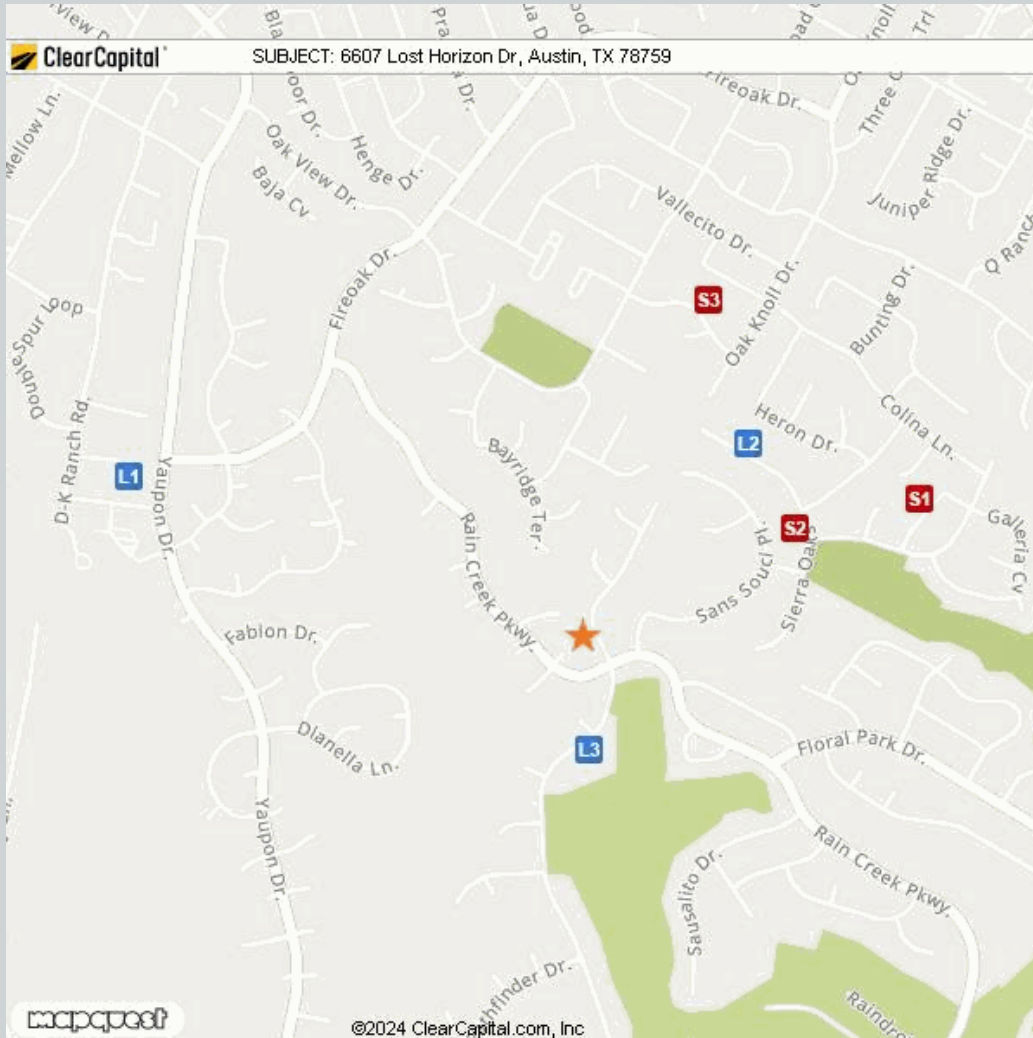 ClearCapital
SUBJECT: 6607 Lost Horizon Dr, Austin, TX 78759
Fireoak Dr.
Mellow Ln.
Oak View Dr.
Henge Dr.
Baja Cv
Vallecito Dr.
Juniper Ridge Dr.
Fireoak Dr.
S3
Oak Knoll Dr.
Bunting Dr.
Double Spur Loop
D-K Ranch Rd.
Heron Dr.
Colina Ln.
L2
L1
Yaupon Dr.
Bayridge Ter.
S1
S2
Galleria Cv
Rain Creek Pkwy.
Sans Souci Pl.
Sierra Oaks
Fabion Dr.
Dianella Ln.
L3
Floral Park Dr.
Yaupon Dr.
Rain Creek Pkwy.
Sausalito Dr.
mapquest
©2024 ClearCapital.com, Inc